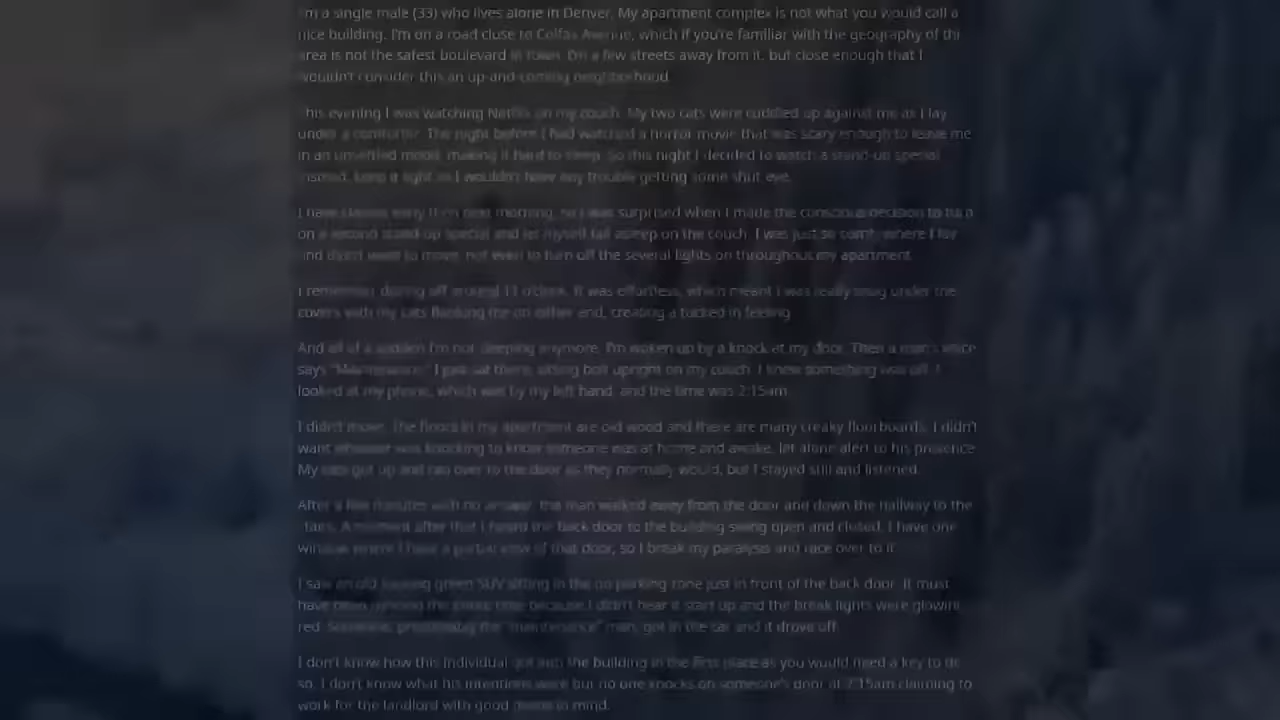 I'm a single male (33) who lives alone in Denver. My apartment complex is not what you would call a
nice building. I'm on a road close to Colfax Avenue, which if you're familiar with the geography of thi
area is not the safest boulevard in town. I'm a few streets away from it, but close enough that I
wouldn't consider this an up-and-coming neighborhood.
This evening I was watching Netflix on my couch. My two cats were cuddled up against me as I lay
under a comforter. The night before I had watched a horror movie that was scary enough to leave me
in an unsettled mood, making it hard to sleep. So this night I decided to watch a stand-up special
instead, keep it light so I wouldn't have any trouble getting some shut eye.
I have classes early then next morning, so I was surprised when I made the conscious decision to turn
on a second stand-up special and let myself fall asleep on the couch. I was just so comfy where I lay
and didn't want to move, not even to turn off the several lights on throughout my apartment.
I remember dozing off around 11 o'clock. It was effortless, which meant I was really snug under the
covers with my cats flanking me on either end, creating a tucked in feeling.
And all of a sudden I'm not sleeping anymore. I'm woken up by a knock at my door. Then a man's voice
says "Maintenance." I just sat there, sitting bolt upright on my couch. I knew something was off. I
looked at my phone, which was by my left hand, and the time was 2:15am.
I didn't move. The floors in my apartment are old wood and there are many creaky floorboards. I didn't
want whoever was knocking to know someone was at home and awake, let alone alert to his presence.
My cats got up and ran over to the door as they normally would, but I stayed still and listened.
After a few minutes with no answer, the man walked away from the door and down the hallway to the
stairs. A moment after that I heard the back door to the building swing open and closed. I have one
window where I have a partial view of that door, so I break my paralysis and race over to it.
I saw an old looking green SUV sitting in the no parking zone just in front of the back door. It must
have been running the entire time because I didn't hear it start up and the break lights were glowing
red. Someone, presumably the "maintenance" man, got in the car and it drove off.
I don't know how this individual got into the building in the first place as you would need a key to do
so. I don't know what his intentions were but no one knocks on someone's door at 2:15am claiming to
work for the landlord with good means in mind.